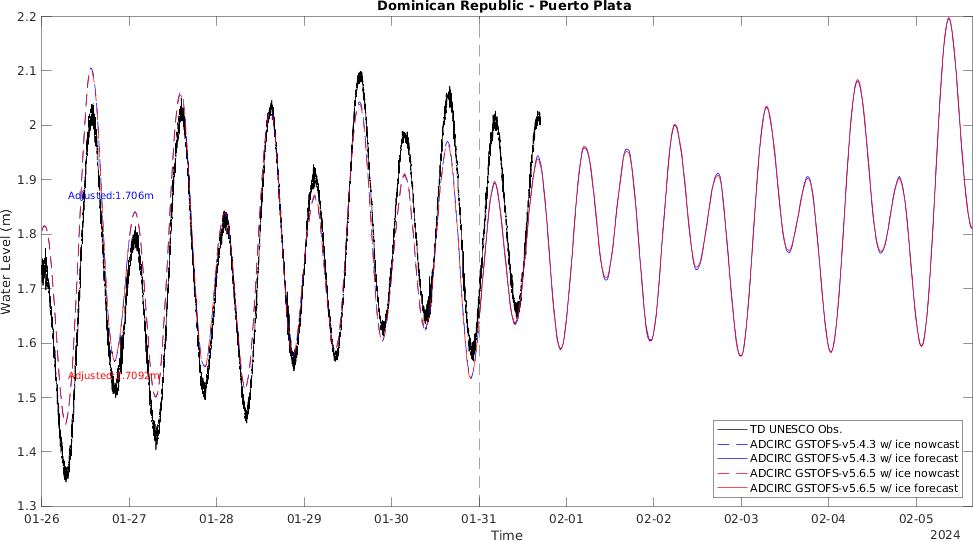 Dominican Republic - Puerto Plata
Water Level (m)
2.2
2.1
2
1.9
1.8
1.7
1.6
1.5
1.4
1.3
Adjusted:1.706m
Adjusted:1.7092m
TD UNESCO Obs.
ADCIRC GSTOFS-v5.4.3 w/ ice nowcast
ADCIRC GSTOFS-v5.4.3 w/ ice forecast
ADCIRC GSTOFS-v5.6.5 w/ ice nowcast
ADCIRC GSTOFS-v5.6.5 w/ ice forecast
01-26 01-27 01-28 01-29 01-30 01-31 02-01 02-02 02-03 02-04 02-05
Time
2024